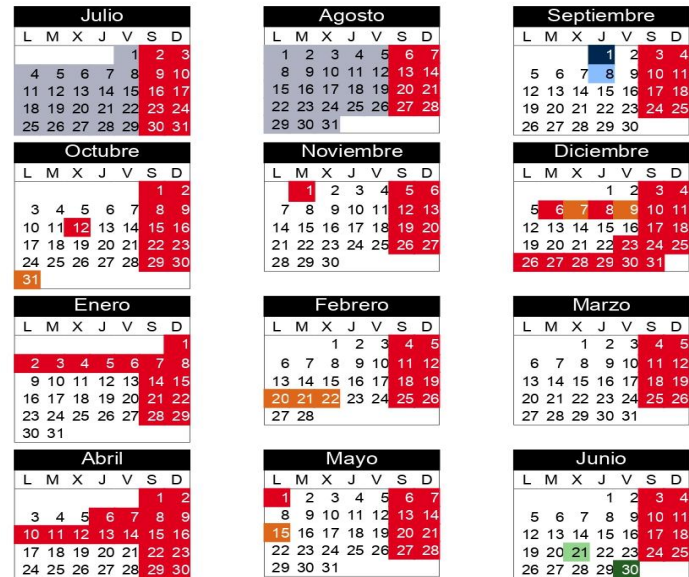 Julio
L M X J V S D
1 2 3
4 5 6 7 8 9 10
11 12 13 14 15 16 17
18 19 20 21 22 23 24
25 26 27 28 29 30 31
Agosto
L M X J V S D
1 2 3 4 5 6 7
8 9 10 11 12 13 14
15 16 17 18 19 20 21
22 23 24 25 26 27 28
29 30 31
Septiembre
L M X J V S D
1 2 3 4
5 6 7 8 9 10 11
12 13 14 15 16 17 18
19 20 21 22 23 24 25
26 27 28 29 30
Octubre
L M X J V S D
1 2
3 4 5 6 7 8 9
10 11 12 13 14 15 16
17 18 19 20 21 22 23
24 25 26 27 28 29 30
31
Noviembre
L M X J V S D
1 2 3 4 5 6
7 8 9 10 11 12 13
14 15 16 17 18 19 20
21 22 23 24 25 26 27
28 29 30
Diciembre
L M X J V S D
1 2 3 4
5 6 7 8 9 10 11
12 13 14 15 16 17 18
19 20 21 22 23 24 25
26 27 28 29 30 31
Enero
L M X J V S D
1
2 3 4 5 6 7 8
9 10 11 12 13 14 15
16 17 18 19 20 21 22
23 24 25 26 27 28 29
30 31
Febrero
L M X J V S D
1 2 3 4 5
6 7 8 9 10 11 12
13 14 15 16 17 18 19
20 21 22 23 24 25 26
27 28
Marzo
L M X J V S D
1 2 3 4 5
6 7 8 9 10 11 12
13 14 15 16 17 18 19
20 21 22 23 24 25 26
27 28 29 30 31
Abril
L M X J V S D
1 2
3 4 5 6 7 8 9
10 11 12 13 14 15 16
17 18 19 20 21 22 23
24 25 26 27 28 29 30
Mayo
L M X J V S D
1 2 3 4 5 6 7
8 9 10 11 12 13 14
15 16 17 18 19 20 21
22 23 24 25 26 27 28
29 30 31
Junio
L M X J V S D
1 2 3 4
5 6 7 8 9 10 11
12 13 14 15 16 17 18
19 20 21 22 23 24 25
26 27 28 29 30